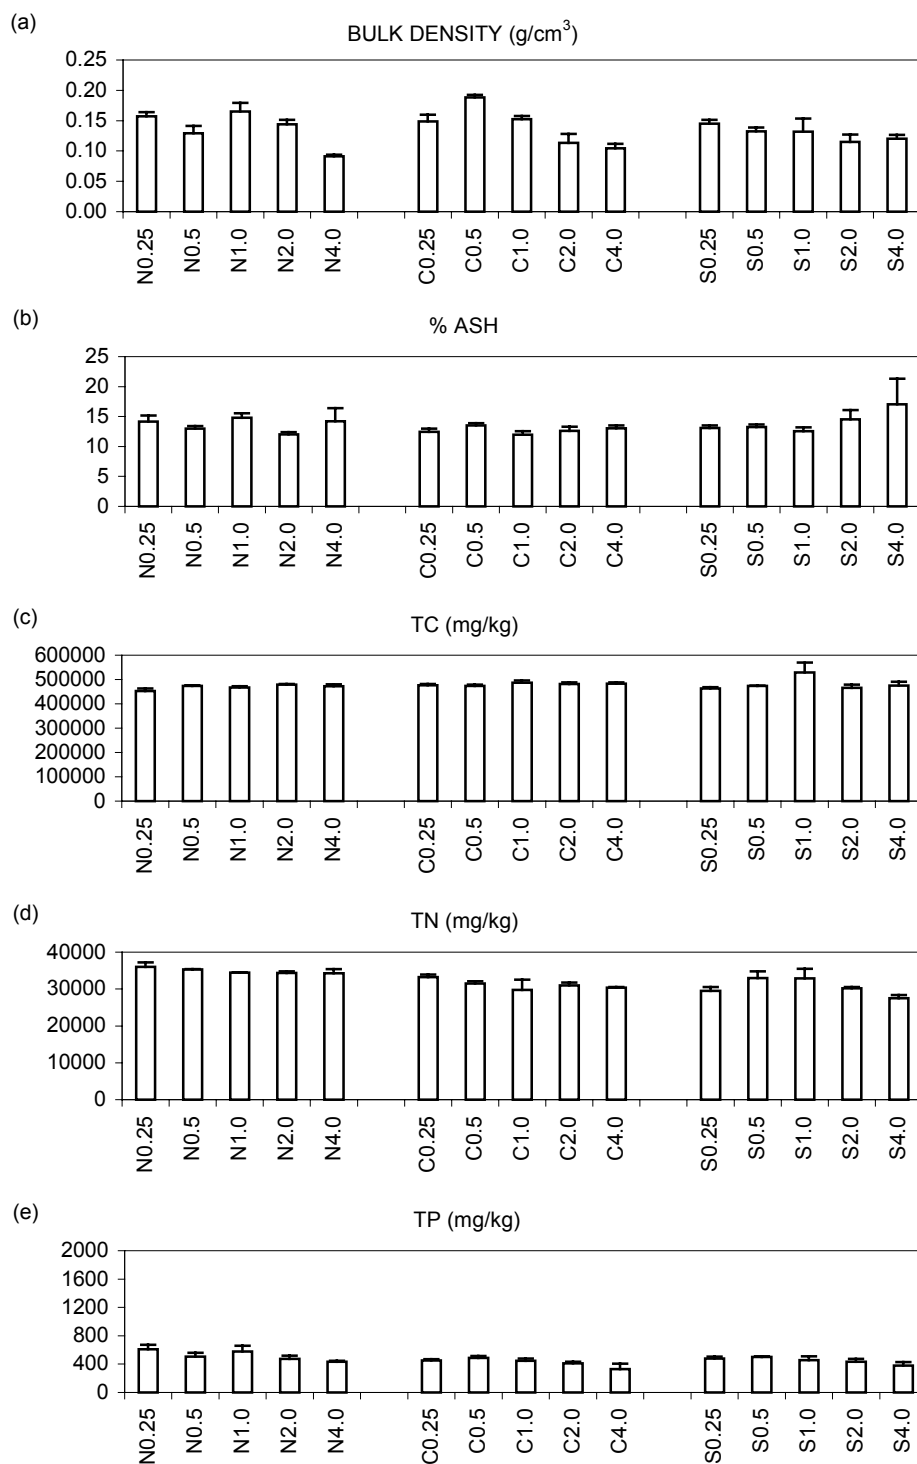 (a)
BULK DENSITY (g/cm³)
0.25
0.20
0.15
0.10
0.05
0.00
N0.25 N0.5 N1.0 N2.0 N4.0 C0.25 C0.5 C1.0 C2.0 C4.0 S0.25 S0.5 S1.0 S2.0 S4.0
(b)
% ASH
25
20
15
10
5
0
N0.25 N0.5 N1.0 N2.0 N4.0 C0.25 C0.5 C1.0 C2.0 C4.0 S0.25 S0.5 S1.0 S2.0 S4.0
(c)
TC (mg/kg)
600000
500000
400000
300000
200000
100000
0
N0.25 N0.5 N1.0 N2.0 N4.0 C0.25 C0.5 C1.0 C2.0 C4.0 S0.25 S0.5 S1.0 S2.0 S4.0
(d)
TN (mg/kg)
40000
30000
20000
10000
0
N0.25 N0.5 N1.0 N2.0 N4.0 C0.25 C0.5 C1.0 C2.0 C4.0 S0.25 S0.5 S1.0 S2.0 S4.0
(e)
TP (mg/kg)
2000
1600
1200
800
400
0
N0.25 N0.5 N1.0 N2.0 N4.0 C0.25 C0.5 C1.0 C2.0 C4.0 S0.25 S0.5 S1.0 S2.0 S4.0